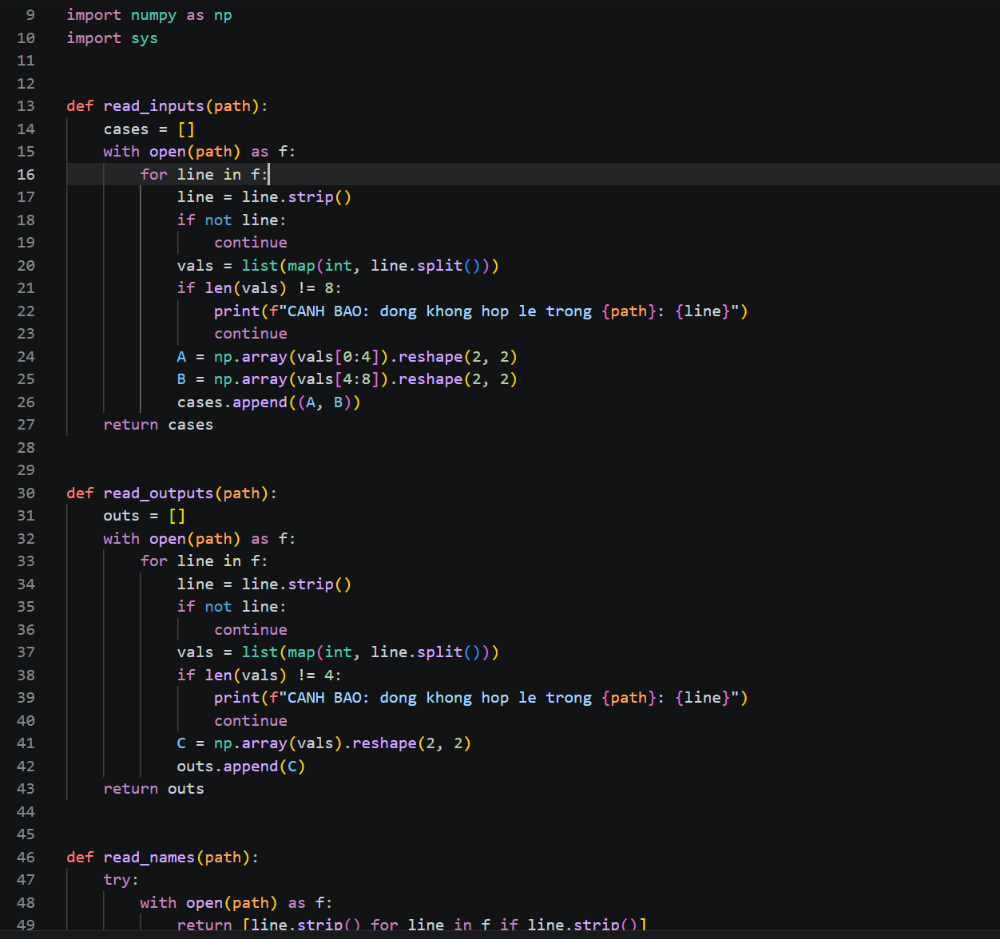 9 import numpy as np
10 import sys
11
12
13 def read_inputs(path):
14     cases = []
15     with open(path) as f:
16         for line in f:
17             line = line.strip()
18             if not line:
19                 continue
20             vals = list(map(int, line.split()))
21             if len(vals) != 8:
22                 print(f"CANH BAO: dong khong hop le trong {path}: {line}")
23                 continue
24             A = np.array(vals[0:4]).reshape(2, 2)
25             B = np.array(vals[4:8]).reshape(2, 2)
26             cases.append((A, B))
27     return cases
28
29
30 def read_outputs(path):
31     outs = []
32     with open(path) as f:
33         for line in f:
34             line = line.strip()
35             if not line:
36                 continue
37             vals = list(map(int, line.split()))
38             if len(vals) != 4:
39                 print(f"CANH BAO: dong khong hop le trong {path}: {line}")
40                 continue
41             C = np.array(vals).reshape(2, 2)
42             outs.append(C)
43     return outs
44
45
46 def read_names(path):
47     try:
48         with open(path) as f:
49             return [line.strip() for line in f if line.strip()]